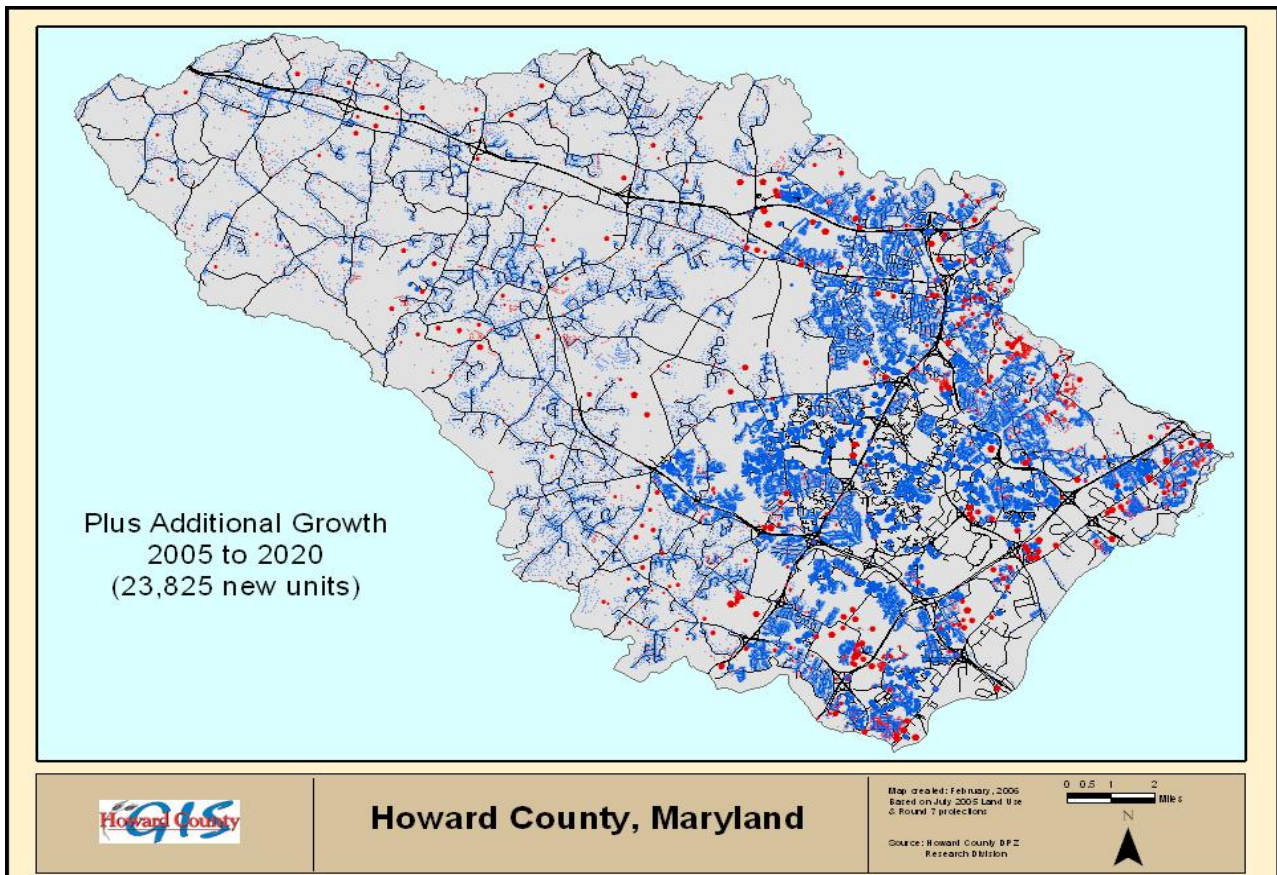 Plus Additional Growth
2005 to 2020
(23,825 new units)
Howard County
GIS
Howard County, Maryland
Map created: February, 2006
Based on July 2005 Land Use
& Round 7 projections
Source: Howard County DPZ
Research Division
0 0.5 1 2
Miles
N